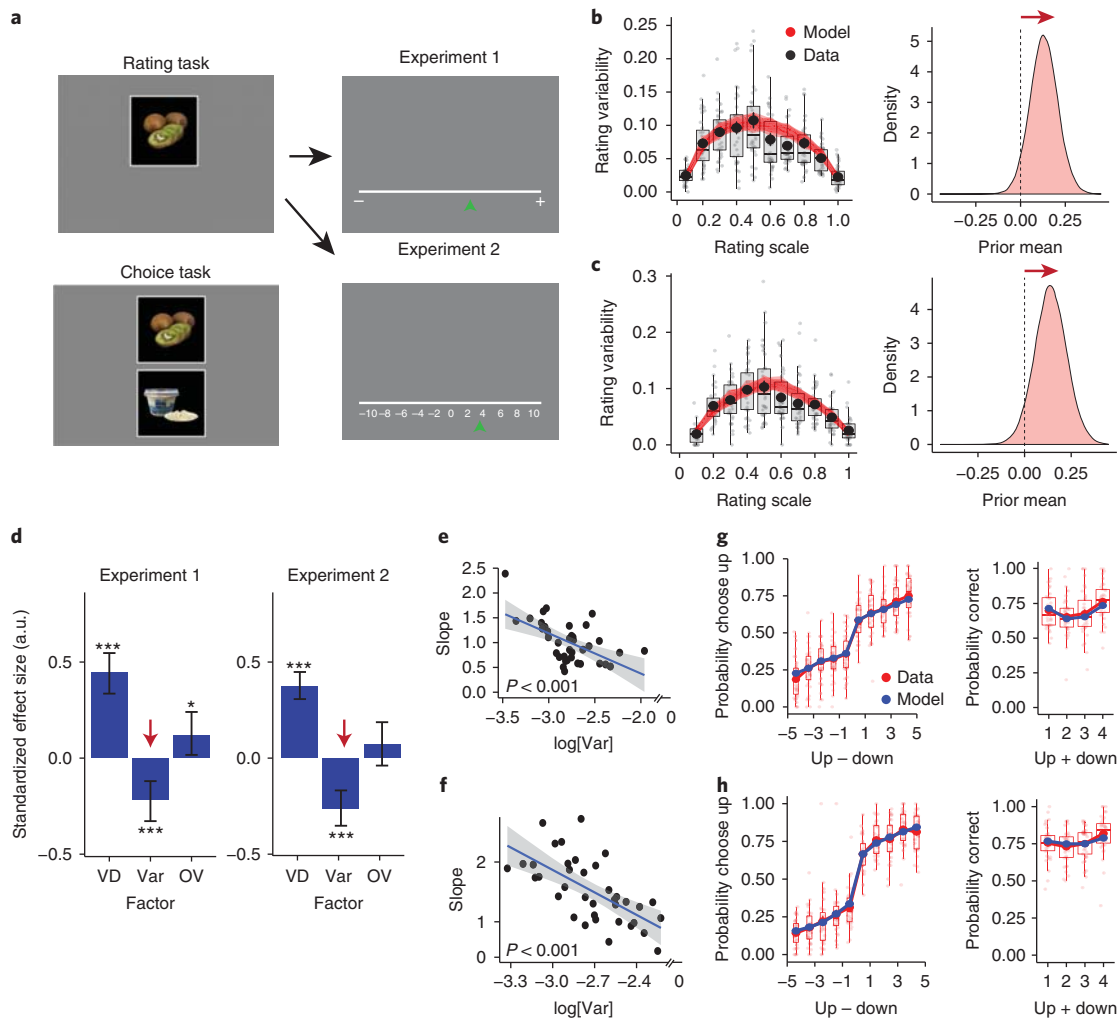 a
Rating task
Experiment 1
−
+
Experiment 2
Choice task
−10 −8 −6 −4 −2 0 2 4 6 8 10
b
Rating variability
0.25
0.20
0.15
0.10
0.05
0.00
Model
Data
0 0.2 0.4 0.6 0.8 1.0
Rating scale
Density
5
4
3
2
1
0
−0.25 0.00 0.25
Prior mean
c
Rating variability
0.3
0.2
0.1
0.0
0 0.2 0.4 0.6 0.8 1
Rating scale
Density
4
3
2
1
0
−0.25 0.00 0.25
Prior mean
d
Experiment 1
Experiment 2
Standardized effect size (a.u.)
0.5
0.0
−0.5
***
***
*
***
***
VD Var OV
VD Var OV
Factor
Factor
e
Slope
2.5
2.0
1.5
1.0
0.5
0.0
P < 0.001
−3.5 −3.0 −2.5 −2.0 0
log[Var]
f
Slope
2
1
0
P < 0.001
−3.3 −3.0 −2.7 −2.4 0
log[Var]
g
Probability choose up
1.00
0.75
0.50
0.25
0.00
Data
Model
−5 −3 −1 1 3 5
Up − down
Probability correct
1.00
0.75
0.50
0.25
0.00
1 2 3 4
Up + down
h
Probability choose up
1.00
0.75
0.50
0.25
0.00
−5 −3 −1 1 3 5
Up − down
Probability correct
1.00
0.75
0.50
0.25
0.00
1 2 3 4
Up + down